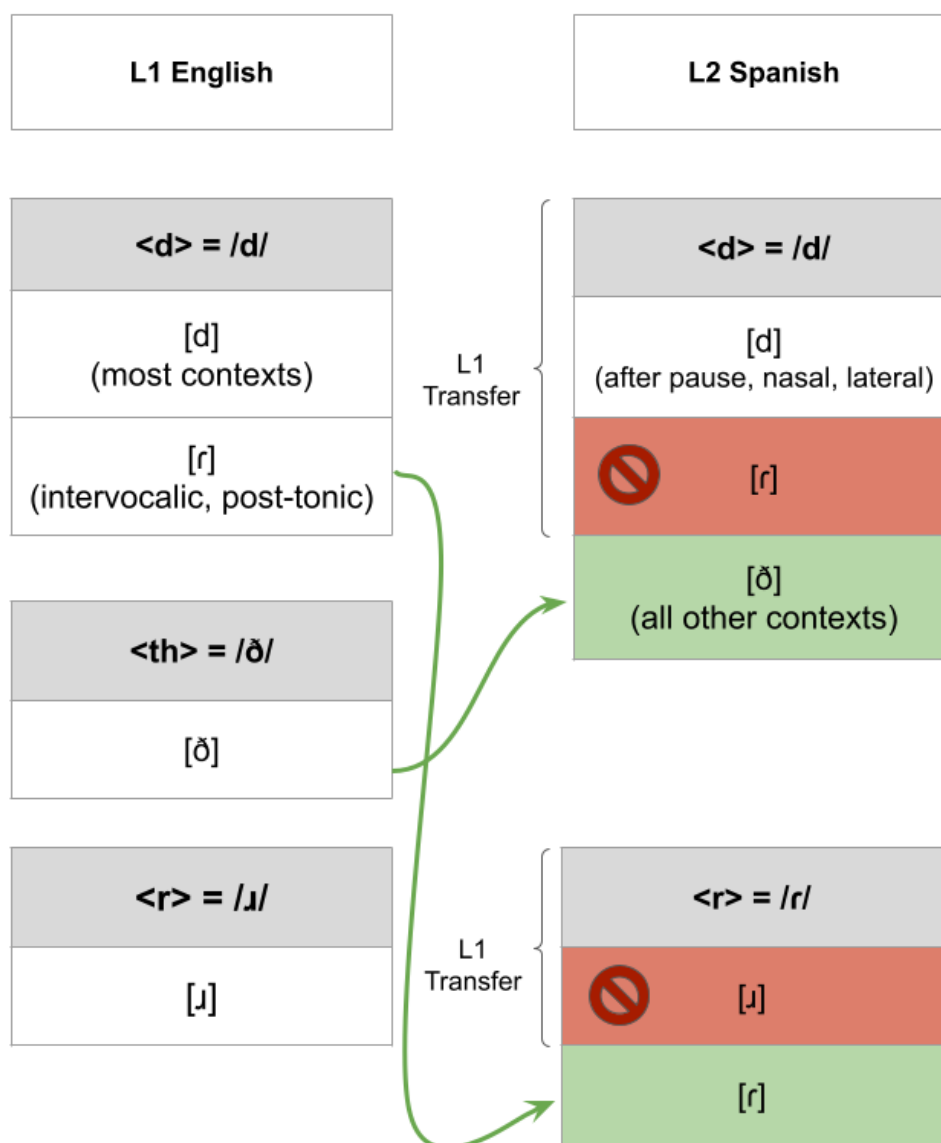 L1 English
L2 Spanish
<d> = /d/
[d]
(most contexts)
[ɾ]
(intervocalic, post-tonic)
<th> = /ð/
[ð]
<r> = /ɹ/
[ɹ]
L1
Transfer
<d> = /d/
[d]
(after pause, nasal, lateral)
[ɾ]
[ð]
(all other contexts)
L1
Transfer
<r> = /ɾ/
[ɹ]
[ɾ]